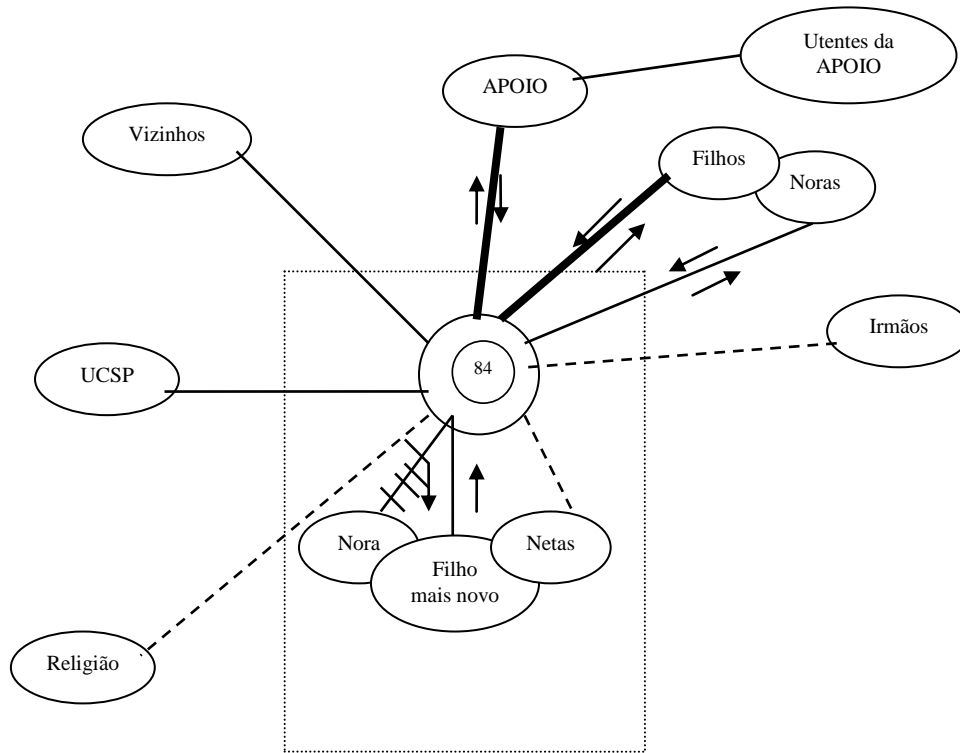 Utentes da
APOIO
APOIO
Vizinhos
Filhos
Noras
Irmãos
UCSP
84
Nora
Filho
mais novo
Netas
Religião